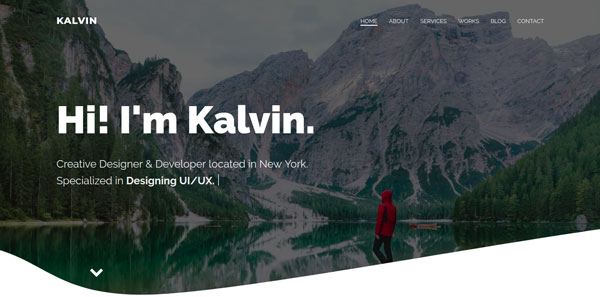 KALVIN
HOME ABOUT SERVICES WORKS BLOG CONTACT
Hi! I'm Kalvin.
Creative Designer & Developer located in New York.
Specialized in Designing UI/UX. |